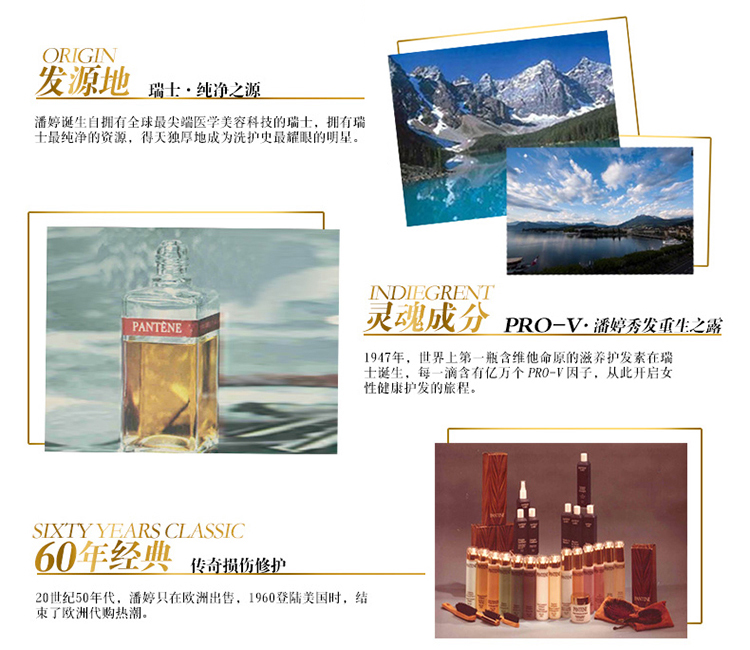 ORIGIN
发源地 瑞士·纯净之源
潘婷诞生自拥有全球最尖端医学美容科技的瑞士，拥有瑞
士最纯净的资源，得天独厚地成为洗护史最耀眼的明星。
PANTÈNE
INDIEGRENT
灵魂成分 PRO-V·潘婷秀发重生之露
1947年，世界上第一瓶含维他命原的滋养护发素在瑞
士诞生，每一滴含有亿万个 PRO-V 因子，从此开启女
性健康护发的旅程。
SIXTY YEARS CLASSIC
60年经典 传奇损伤修护
20世纪50年代，潘婷只在欧洲出售，1960登陆美国时，结
束了欧洲代购热潮。